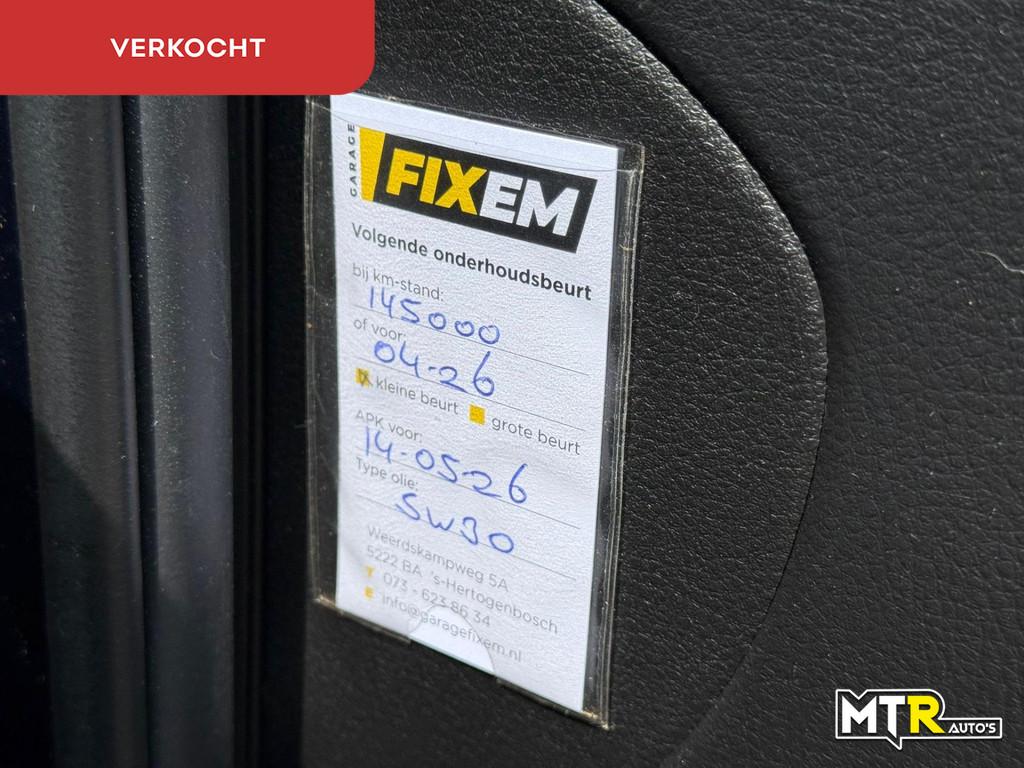 VERKOCHT
GARAGE
FIXEM
Volgende onderhoudsbeurt
bij km-stand:
145000
of voor:
04-26
x kleine beurt grote beurt
APK voor:
14-05-26
Type olie:
5W30
Weerdskampweg 5A
5222 BA 's-Hertogenbosch
T 073 - 623 86 34
E info@garagefixem.nl
MTR AUTO'S